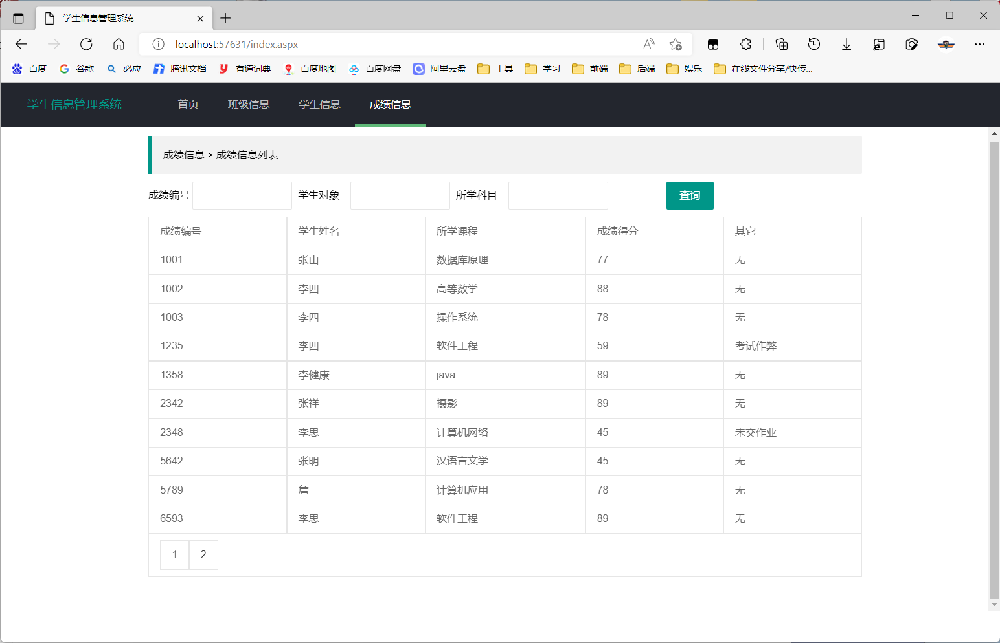 学生信息管理系统
localhost:57631/index.aspx
百度 谷歌 必应 腾讯文档 有道词典 百度地图 百度网盘 阿里云盘 工具 学习 前端 后端 娱乐 在线文件分享/快传...
学生信息管理系统 首页 班级信息 学生信息 成绩信息
成绩信息 > 成绩信息列表
成绩编号 学生对象 所学科目 查询
成绩编号 学生姓名 所学课程 成绩得分 其它
1001 张山 数据库原理 77 无
1002 李四 高等数学 88 无
1003 李四 操作系统 78 无
1235 李四 软件工程 59 考试作弊
1358 李健康 java 89 无
2342 张祥 摄影 89 无
2348 李思 计算机网络 45 未交作业
5642 张明 汉语言文学 45 无
5789 詹三 计算机应用 78 无
6593 李思 软件工程 89 无
1 2